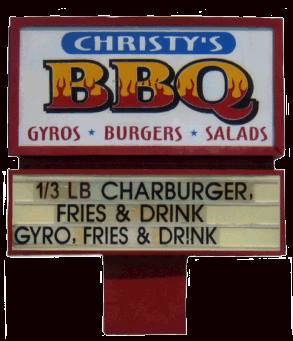 CHRISTY'S
BBQ
GYROS ★ BURGERS ★ SALADS
1/3 LB CHARBURGER,
FRIES & DRINK
GYRO, FRIES & DR!NK